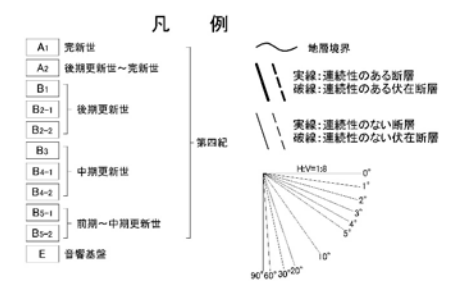 凡 例
A1 完新世
A2 後期更新世～完新世
B1
B2-1 後期更新世
B2-2
B3
B4-1 中期更新世
B4-2
B5-1
前期～中期更新世
B5-2
E 音響基盤
第四紀
地層境界
実線:連続性のある断層
破線:連続性のある伏在断層
実線:連続性のない断層
破線:連続性のない伏在断層
H:V=1:8
0°
1°
2°
3°
4°
5°
10°
90° 60° 30° 20°